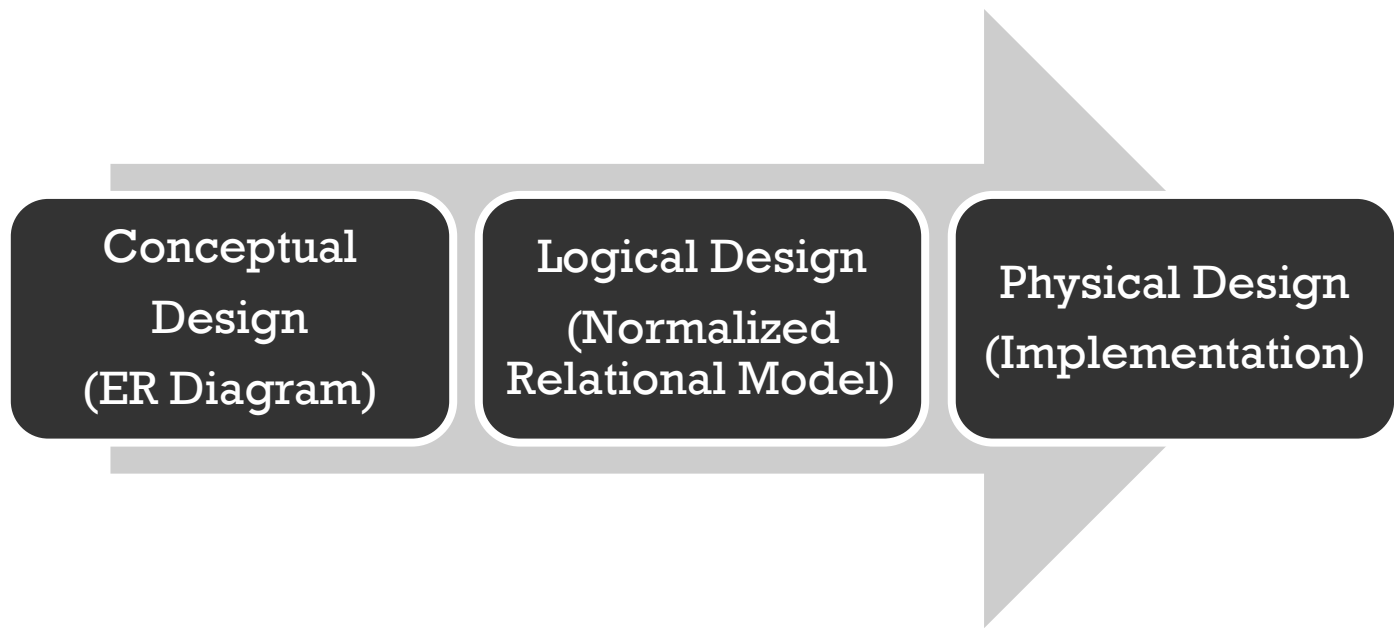 Conceptual
Design
(ER Diagram)
Logical Design
(Normalized
Relational Model)
Physical Design
(Implementation)